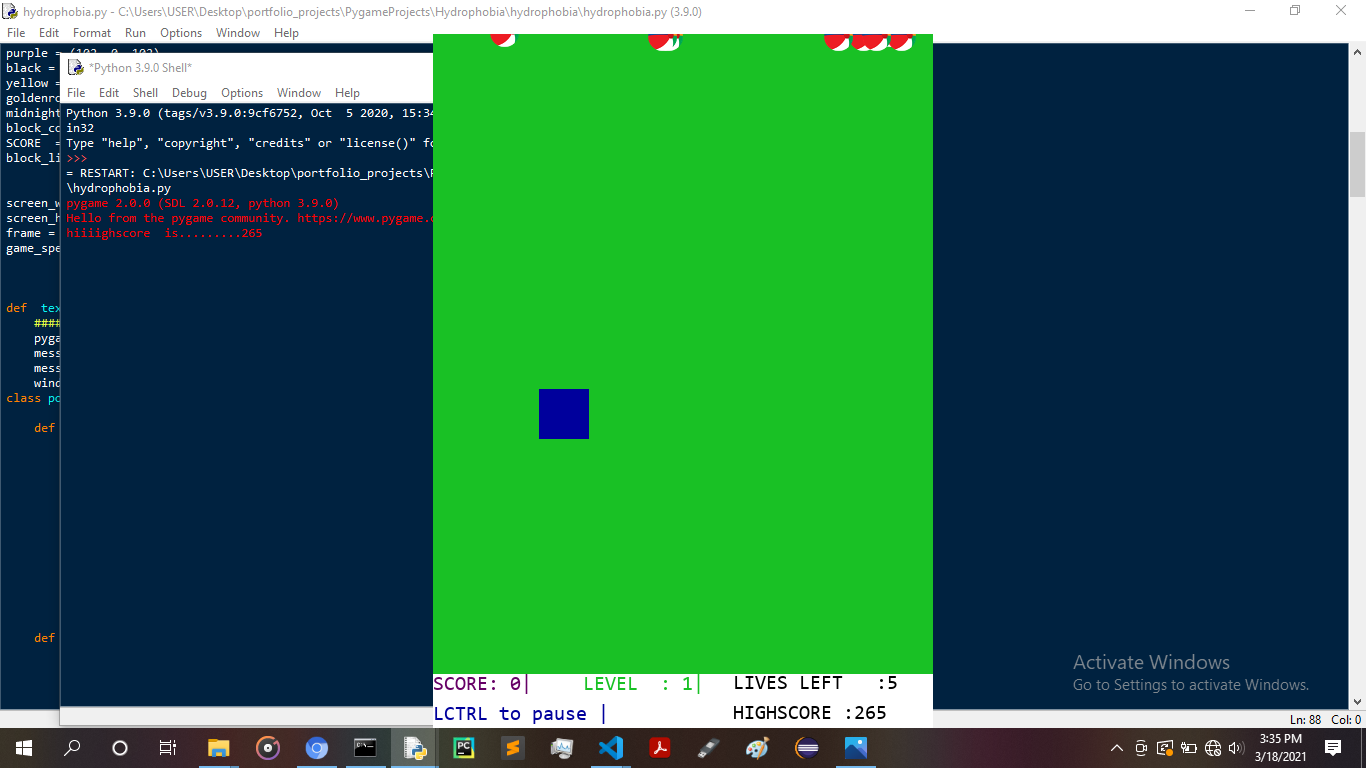 hydrophobia.py - C:\Users\USER\Desktop\portfolio_projects\PygameProjects\Hydrophobia\hydrophobia\hydrophobia.py (3.9.0)
File Edit Format Run Options Window Help
purple = (102, 0, 102)
black =
yellow =
goldenro
midnight
block_co
SCORE =
block_li
screen_w
screen_h
frame =
game_spe
def tex
####
pyga
mess
mess
wind
class po
def
def
*Python 3.9.0 Shell*
File Edit Shell Debug Options Window Help
Python 3.9.0 (tags/v3.9.0:9cf6752, Oct 5 2020, 15:34
in32
Type "help", "copyright", "credits" or "license()" fo
>>>
= RESTART: C:\Users\USER\Desktop\portfolio_projects\P
\hydrophobia.py
pygame 2.0.0 (SDL 2.0.12, python 3.9.0)
Hello from the pygame community. https://www.pygame.o
hiiiighscore is.........265
SCORE: 0| LEVEL : 1| LIVES LEFT :5
LCTRL to pause | HIGHSCORE :265
Activate Windows
Go to Settings to activate Windows.
Ln: 88 Col: 0
3:35 PM
3/18/2021